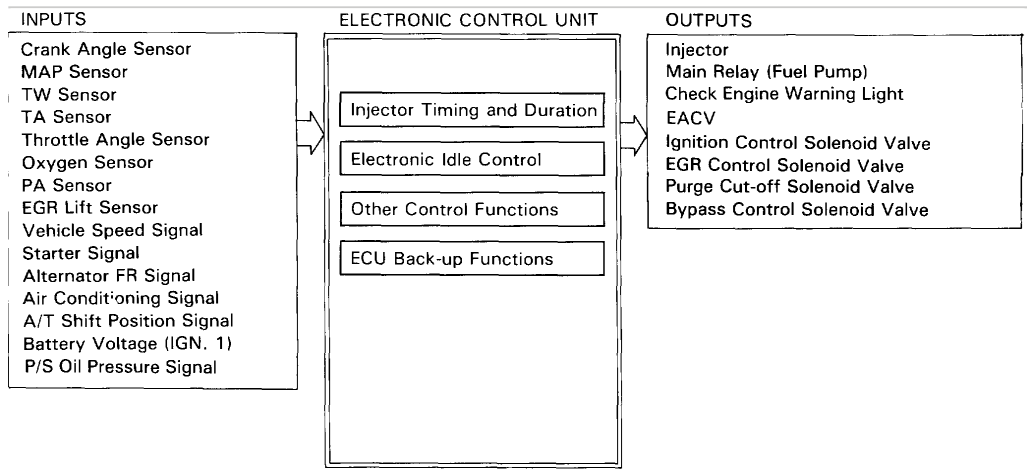 INPUTS
Crank Angle Sensor
MAP Sensor
TW Sensor
TA Sensor
Throttle Angle Sensor
Oxygen Sensor
PA Sensor
EGR Lift Sensor
Vehicle Speed Signal
Starter Signal
Alternator FR Signal
Air Conditioning Signal
A/T Shift Position Signal
Battery Voltage (IGN. 1)
P/S Oil Pressure Signal
ELECTRONIC CONTROL UNIT
Injector Timing and Duration
Electronic Idle Control
Other Control Functions
ECU Back-up Functions
OUTPUTS
Injector
Main Relay (Fuel Pump)
Check Engine Warning Light
EACV
Ignition Control Solenoid Valve
EGR Control Solenoid Valve
Purge Cut-off Solenoid Valve
Bypass Control Solenoid Valve